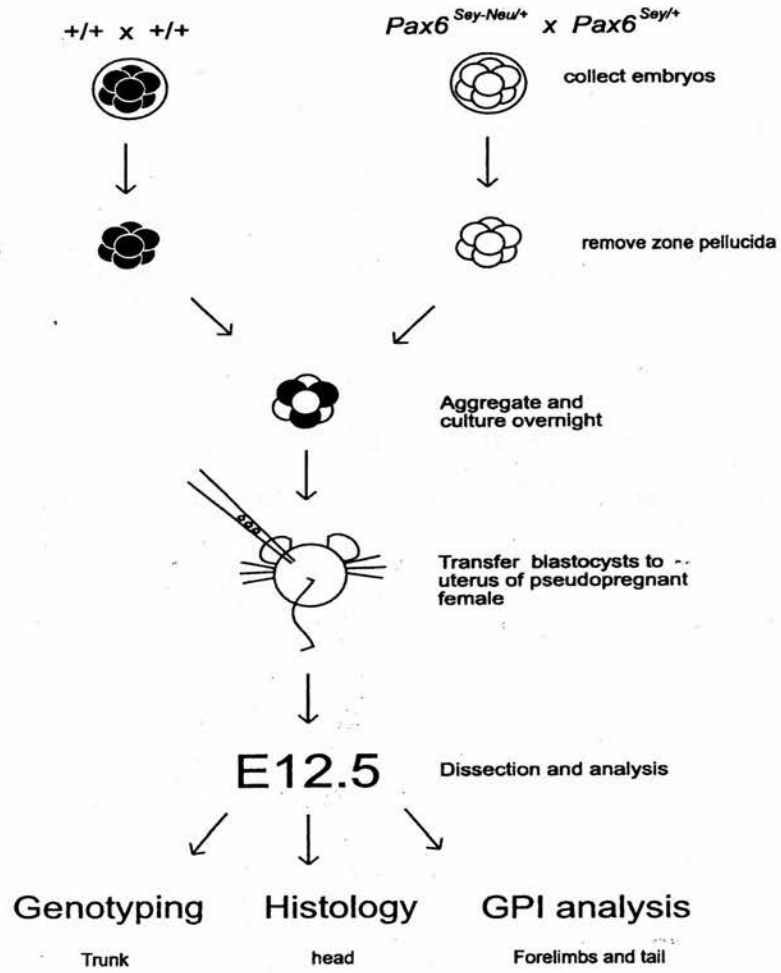 +/+ x +/+
Pax6 Sey-Neu/+ x Pax6 Sey/+
collect embryos
remove zone pellucida
Aggregate and
culture overnight
Transfer blastocysts to
uterus of pseudopregnant
female
E12.5
Dissection and analysis
Genotyping
Histology
GPI analysis
Trunk
head
Forelimbs and tail